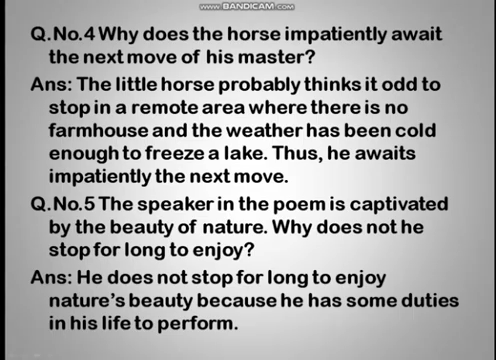 www.BANDICAM.com
Q.No.4 Why does the horse impatiently await
the next move of his master?
Ans: The little horse probably thinks it odd to
stop in a remote area where there is no
farmhouse and the weather has been cold
enough to freeze a lake. Thus, he awaits
impatiently the next move.
Q.No.5 The speaker in the poem is captivated
by the beauty of nature. Why does not he
stop for long to enjoy?
Ans: He does not stop for long to enjoy
nature's beauty because he has some duties
in his life to perform.